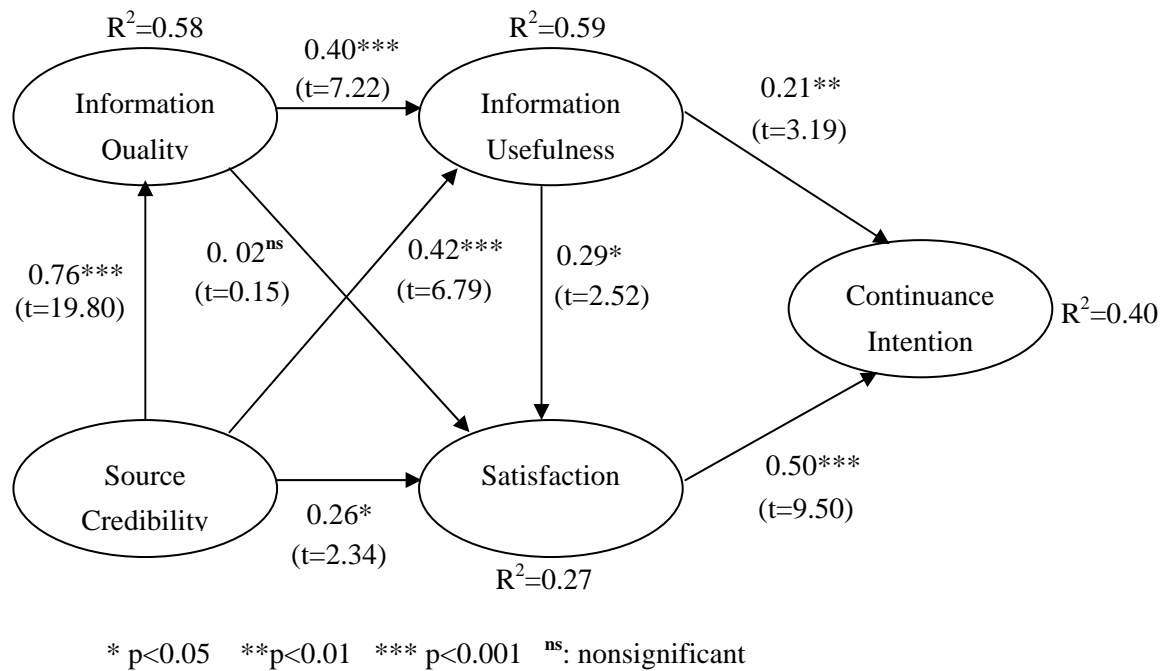 R²=0.58
R²=0.59
0.40***
(t=7.22)
Information
Quality
Information
Usefulness
0.21**
(t=3.19)
0.76***
(t=19.80)
0. 02ns
(t=0.15)
0.42***
(t=6.79)
0.29*
(t=2.52)
Continuance
Intention
R²=0.40
Source
Credibility
0.26*
(t=2.34)
Satisfaction
0.50***
(t=9.50)
R²=0.27
* p<0.05 **p<0.01 *** p<0.001 ns: nonsignificant